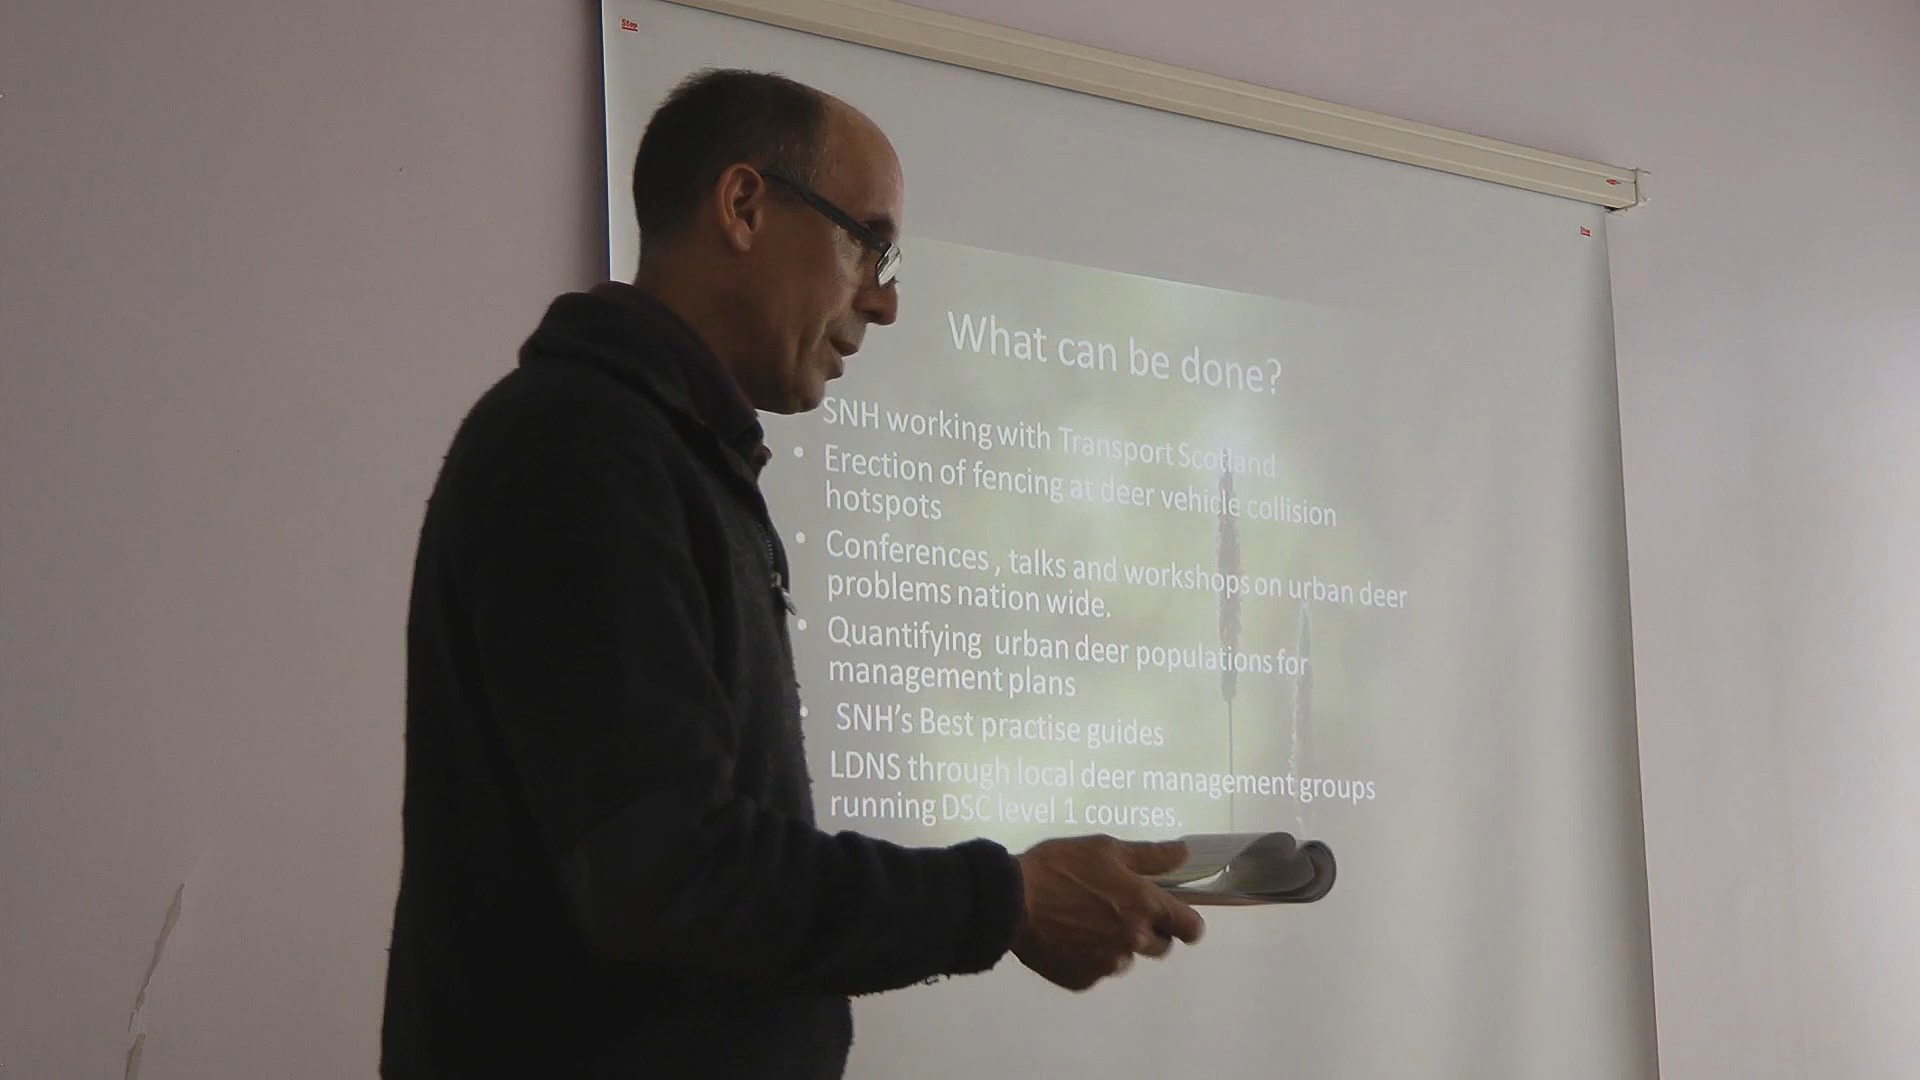 Stop
Stop
What can be done?
SNH working with Transport Scotland
• Erection of fencing at deer vehicle collision
hotspots
• Conferences , talks and workshops on urban deer
problems nation wide.
• Quantifying urban deer populations for
management plans
• SNH's Best practise guides
LDNS through local deer management groups
running DSC level 1 courses.